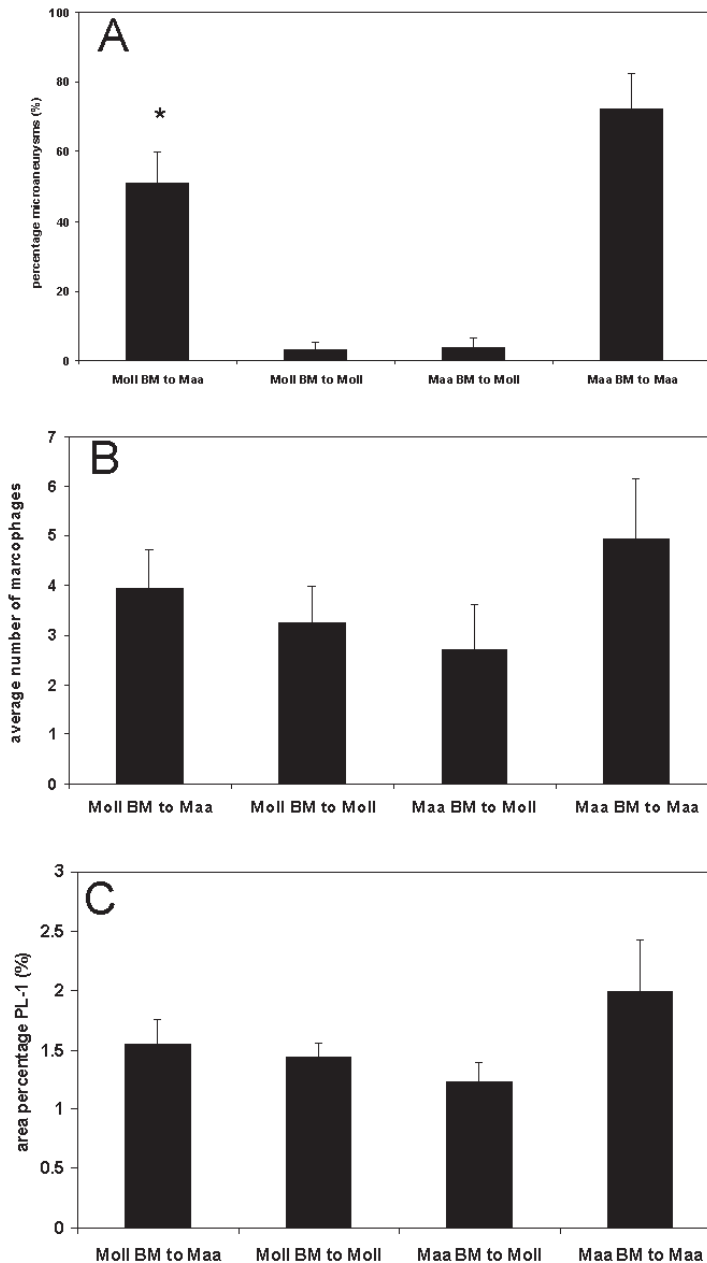 A
percentage microaneurysms (%)
100
80
60
40
20
0
*
Moll BM to Maa Moll BM to Moll Maa BM to Moll Maa BM to Maa
B
average number of marcophages
7
6
5
4
3
2
1
0
Moll BM to Maa Moll BM to Moll Maa BM to Moll Maa BM to Maa
C
area percentage PL-1 (%)
3
2.5
2
1.5
1
0.5
0
Moll BM to Maa Moll BM to Moll Maa BM to Moll Maa BM to Maa